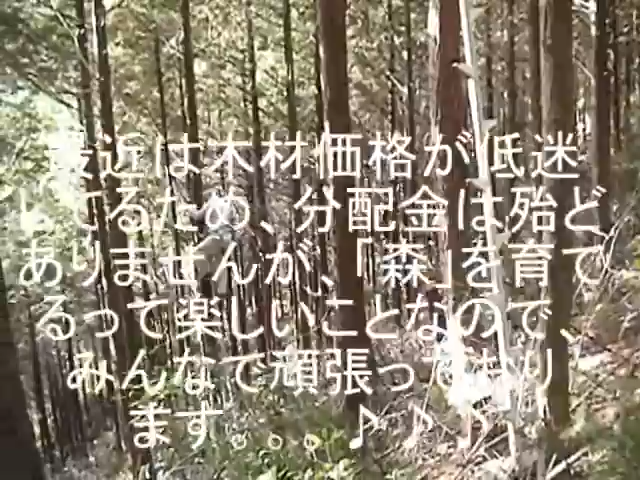 最近は木材価格が低迷
してるため、分配金は殆ど
ありませんが、「森」を育て
るって楽しいことなので、
みんなで頑張っており
ます。。。♪♪♪